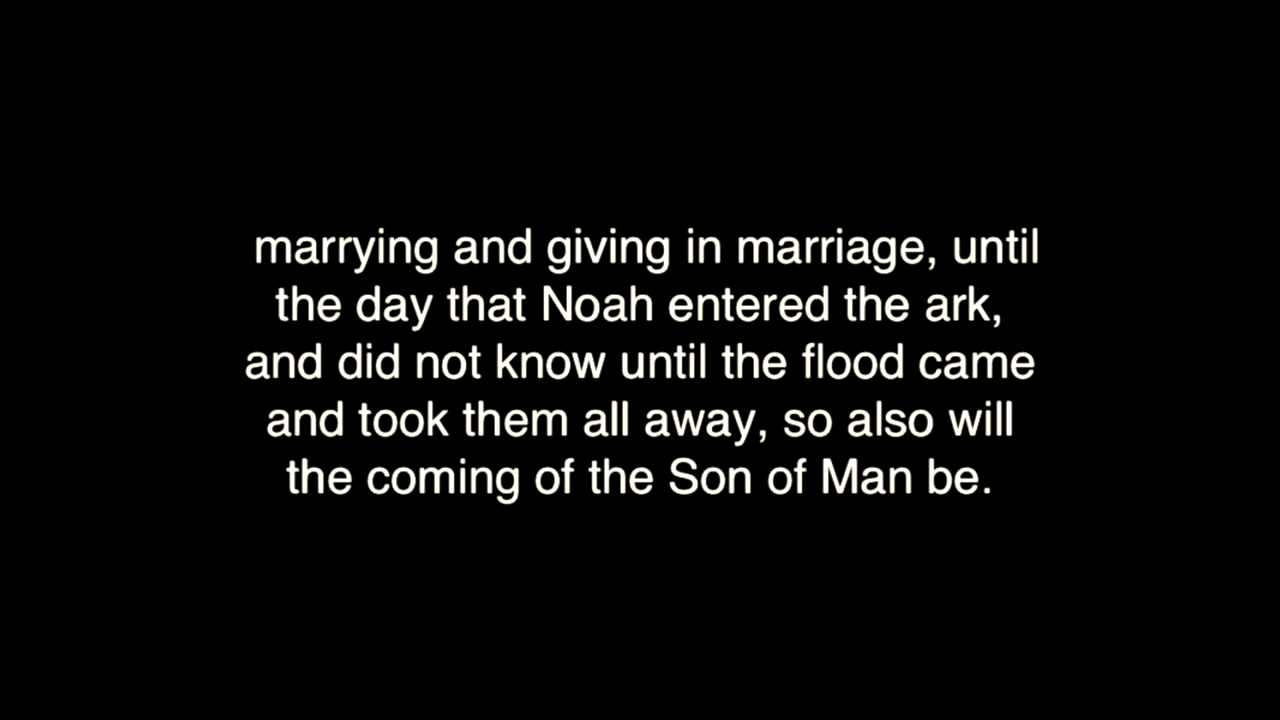 marrying and giving in marriage, until
the day that Noah entered the ark,
and did not know until the flood came
and took them all away, so also will
the coming of the Son of Man be.